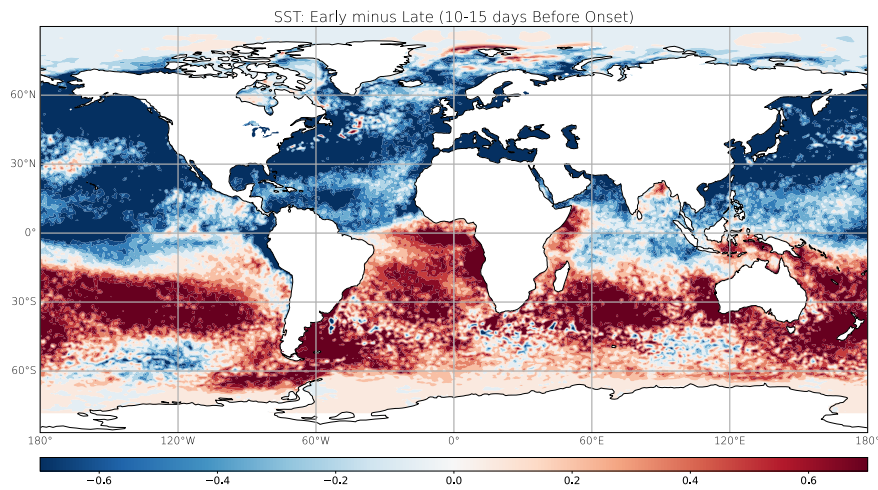 SST: Early minus Late (10-15 days Before Onset)
60°N
30°N
0°
30°S
60°S
180° 120°W 60°W 0° 60°E 120°E 180°
−0.6 −0.4 −0.2 0.0 0.2 0.4 0.6